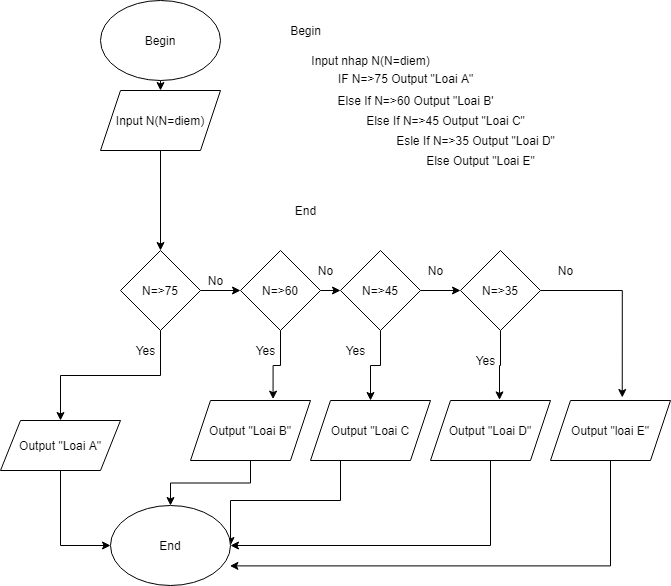 Begin
Begin
Input nhap N(N=diem)
IF N=>75 Output "Loai A"
Else If N=>60 Output "Loai B'
Else If N=>45 Output "Loai C"
Esle If N=>35 Output "Loai D"
Else Output "Loai E"
Input N(N=diem)
End
N=>75
No
N=>60
No
N=>45
No
N=>35
No
Yes
Yes
Yes
Yes
Output "Loai A"
Output "Loai B"
Output "Loai C
Output "Loai D"
Output "loai E"
End